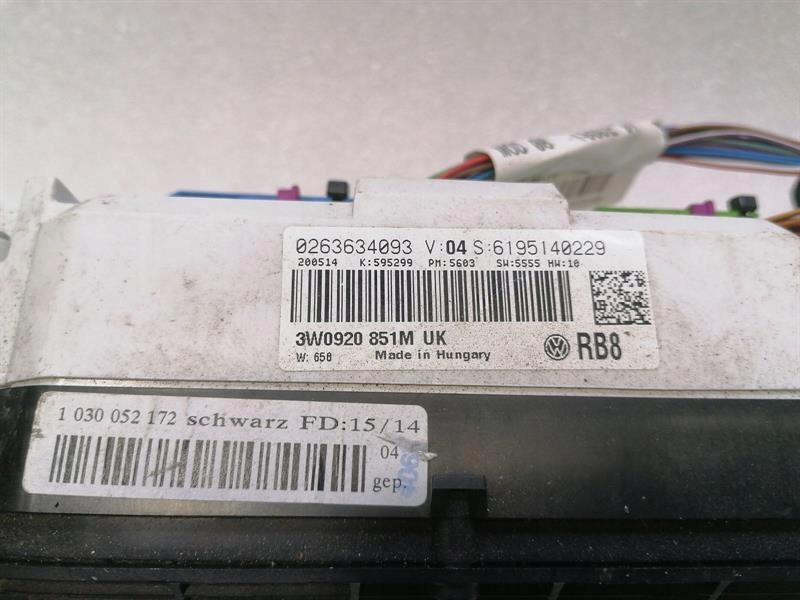 MOD
0263634093 V:04 S:6195140229
200514 K:595299 PM:5603 SW:5555 HW:10
3W0920 851M UK
W: 650 Made in Hungary
RB8
1 030 052 172 schwarz FD:15/14
04
gep.